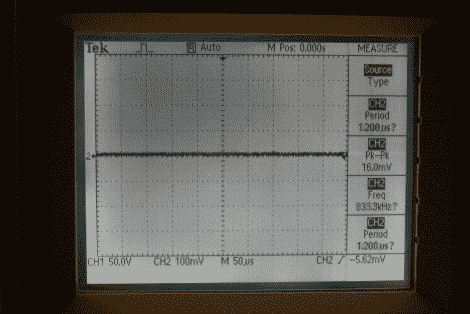 Tek Auto M Pos: 0.000s MEASURE
Source
Type
CH2
Period
1.200µs?
CH2
Pk-Pk
16.0mV
CH2
Freq
833.3kHz?
CH2
Period
1.200µs?
2
CH1 50.0V CH2 100mV M 50µs CH2 -5.62mV